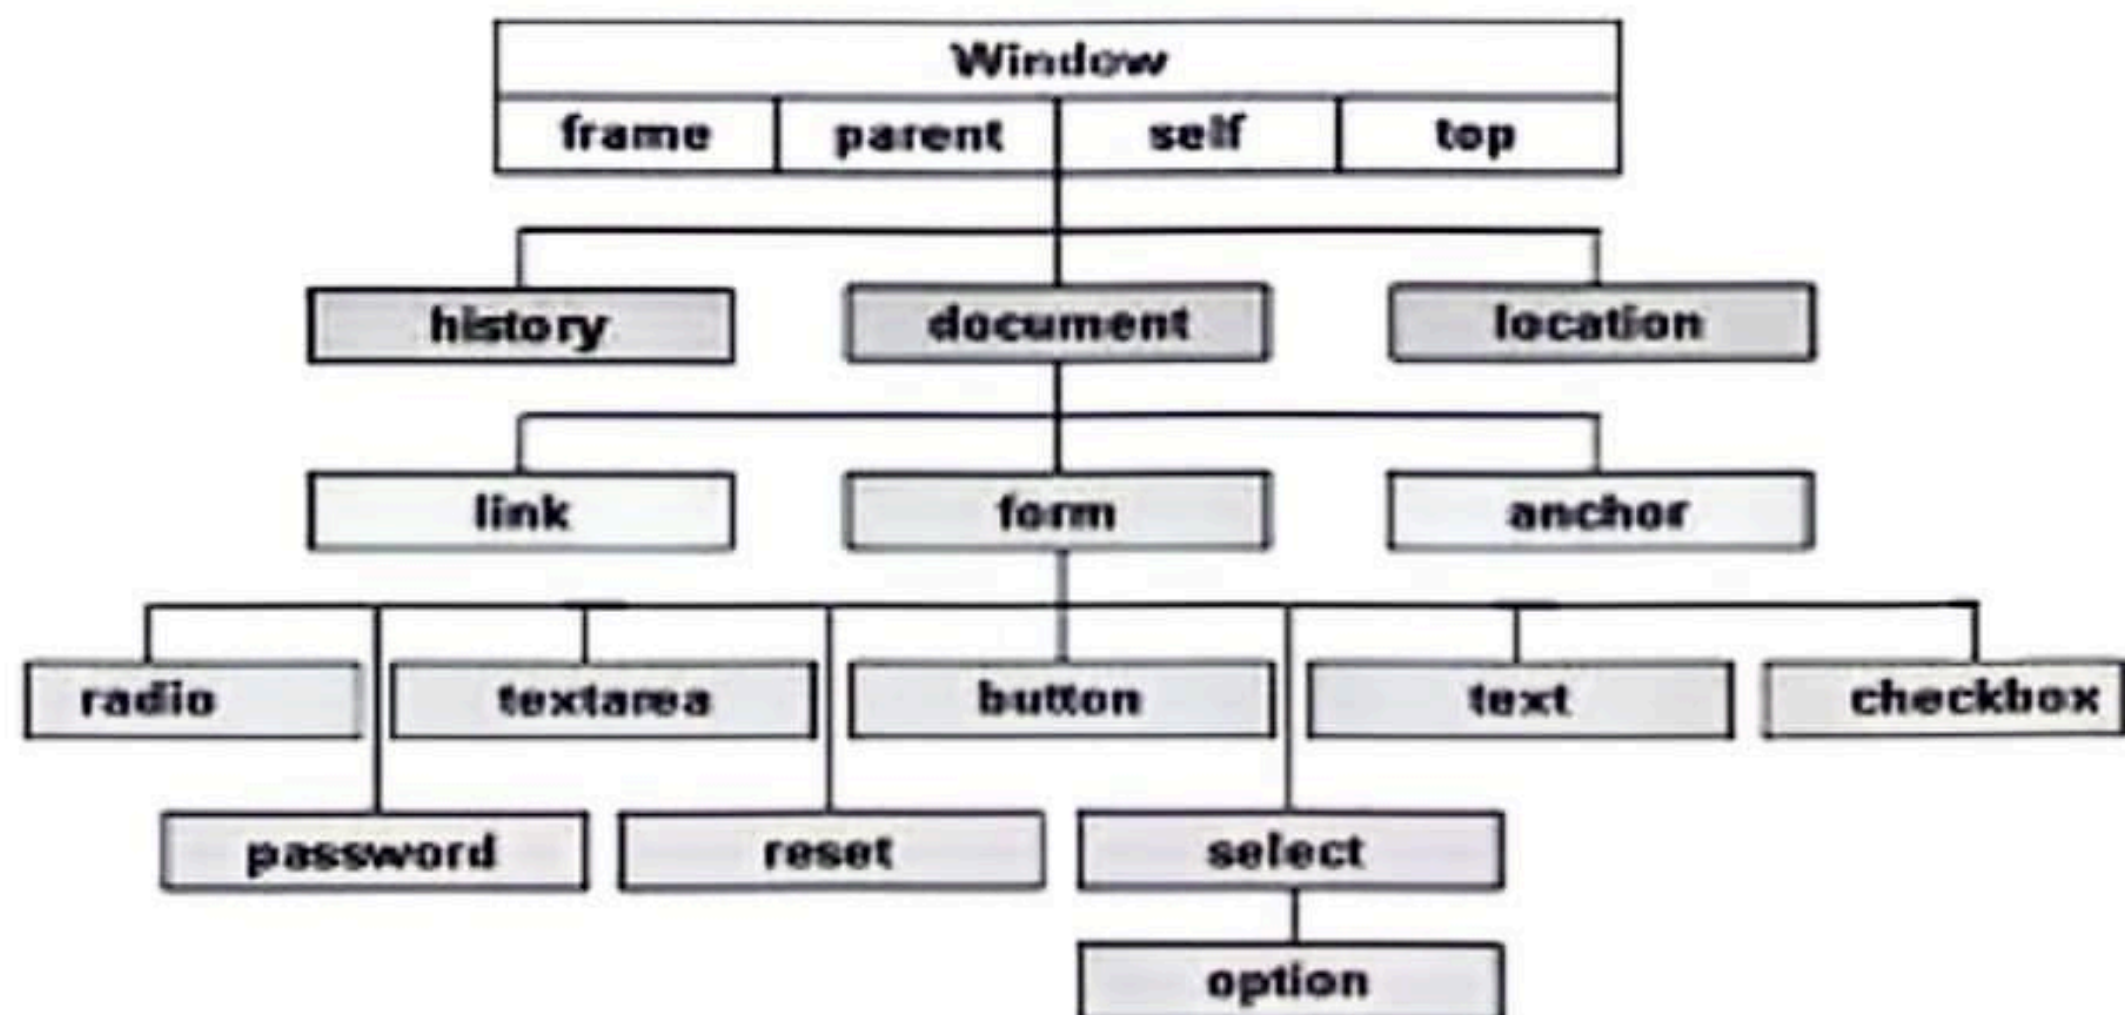 Window
frame parent self top
history document location
link form anchor
radio textarea button text checkbox
password reset select
option